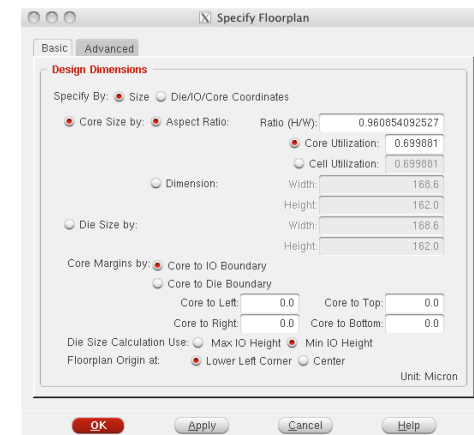 Specify Floorplan
Basic Advanced
Design Dimensions
Specify By: Size Die/IO/Core Coordinates
Core Size by: Aspect Ratio: Ratio (H/W): 0.960854092527
Core Utilization: 0.699881
Cell Utilization: 0.699881
Dimension: Width: 168.6
Height: 162.0
Die Size by: Width: 168.6
Height: 162.0
Core Margins by: Core to IO Boundary
Core to Die Boundary
Core to Left: 0.0 Core to Top: 0.0
Core to Right: 0.0 Core to Bottom: 0.0
Die Size Calculation Use: Max IO Height Min IO Height
Floorplan Origin at: Lower Left Corner Center
Unit: Micron
OK Apply Cancel Help